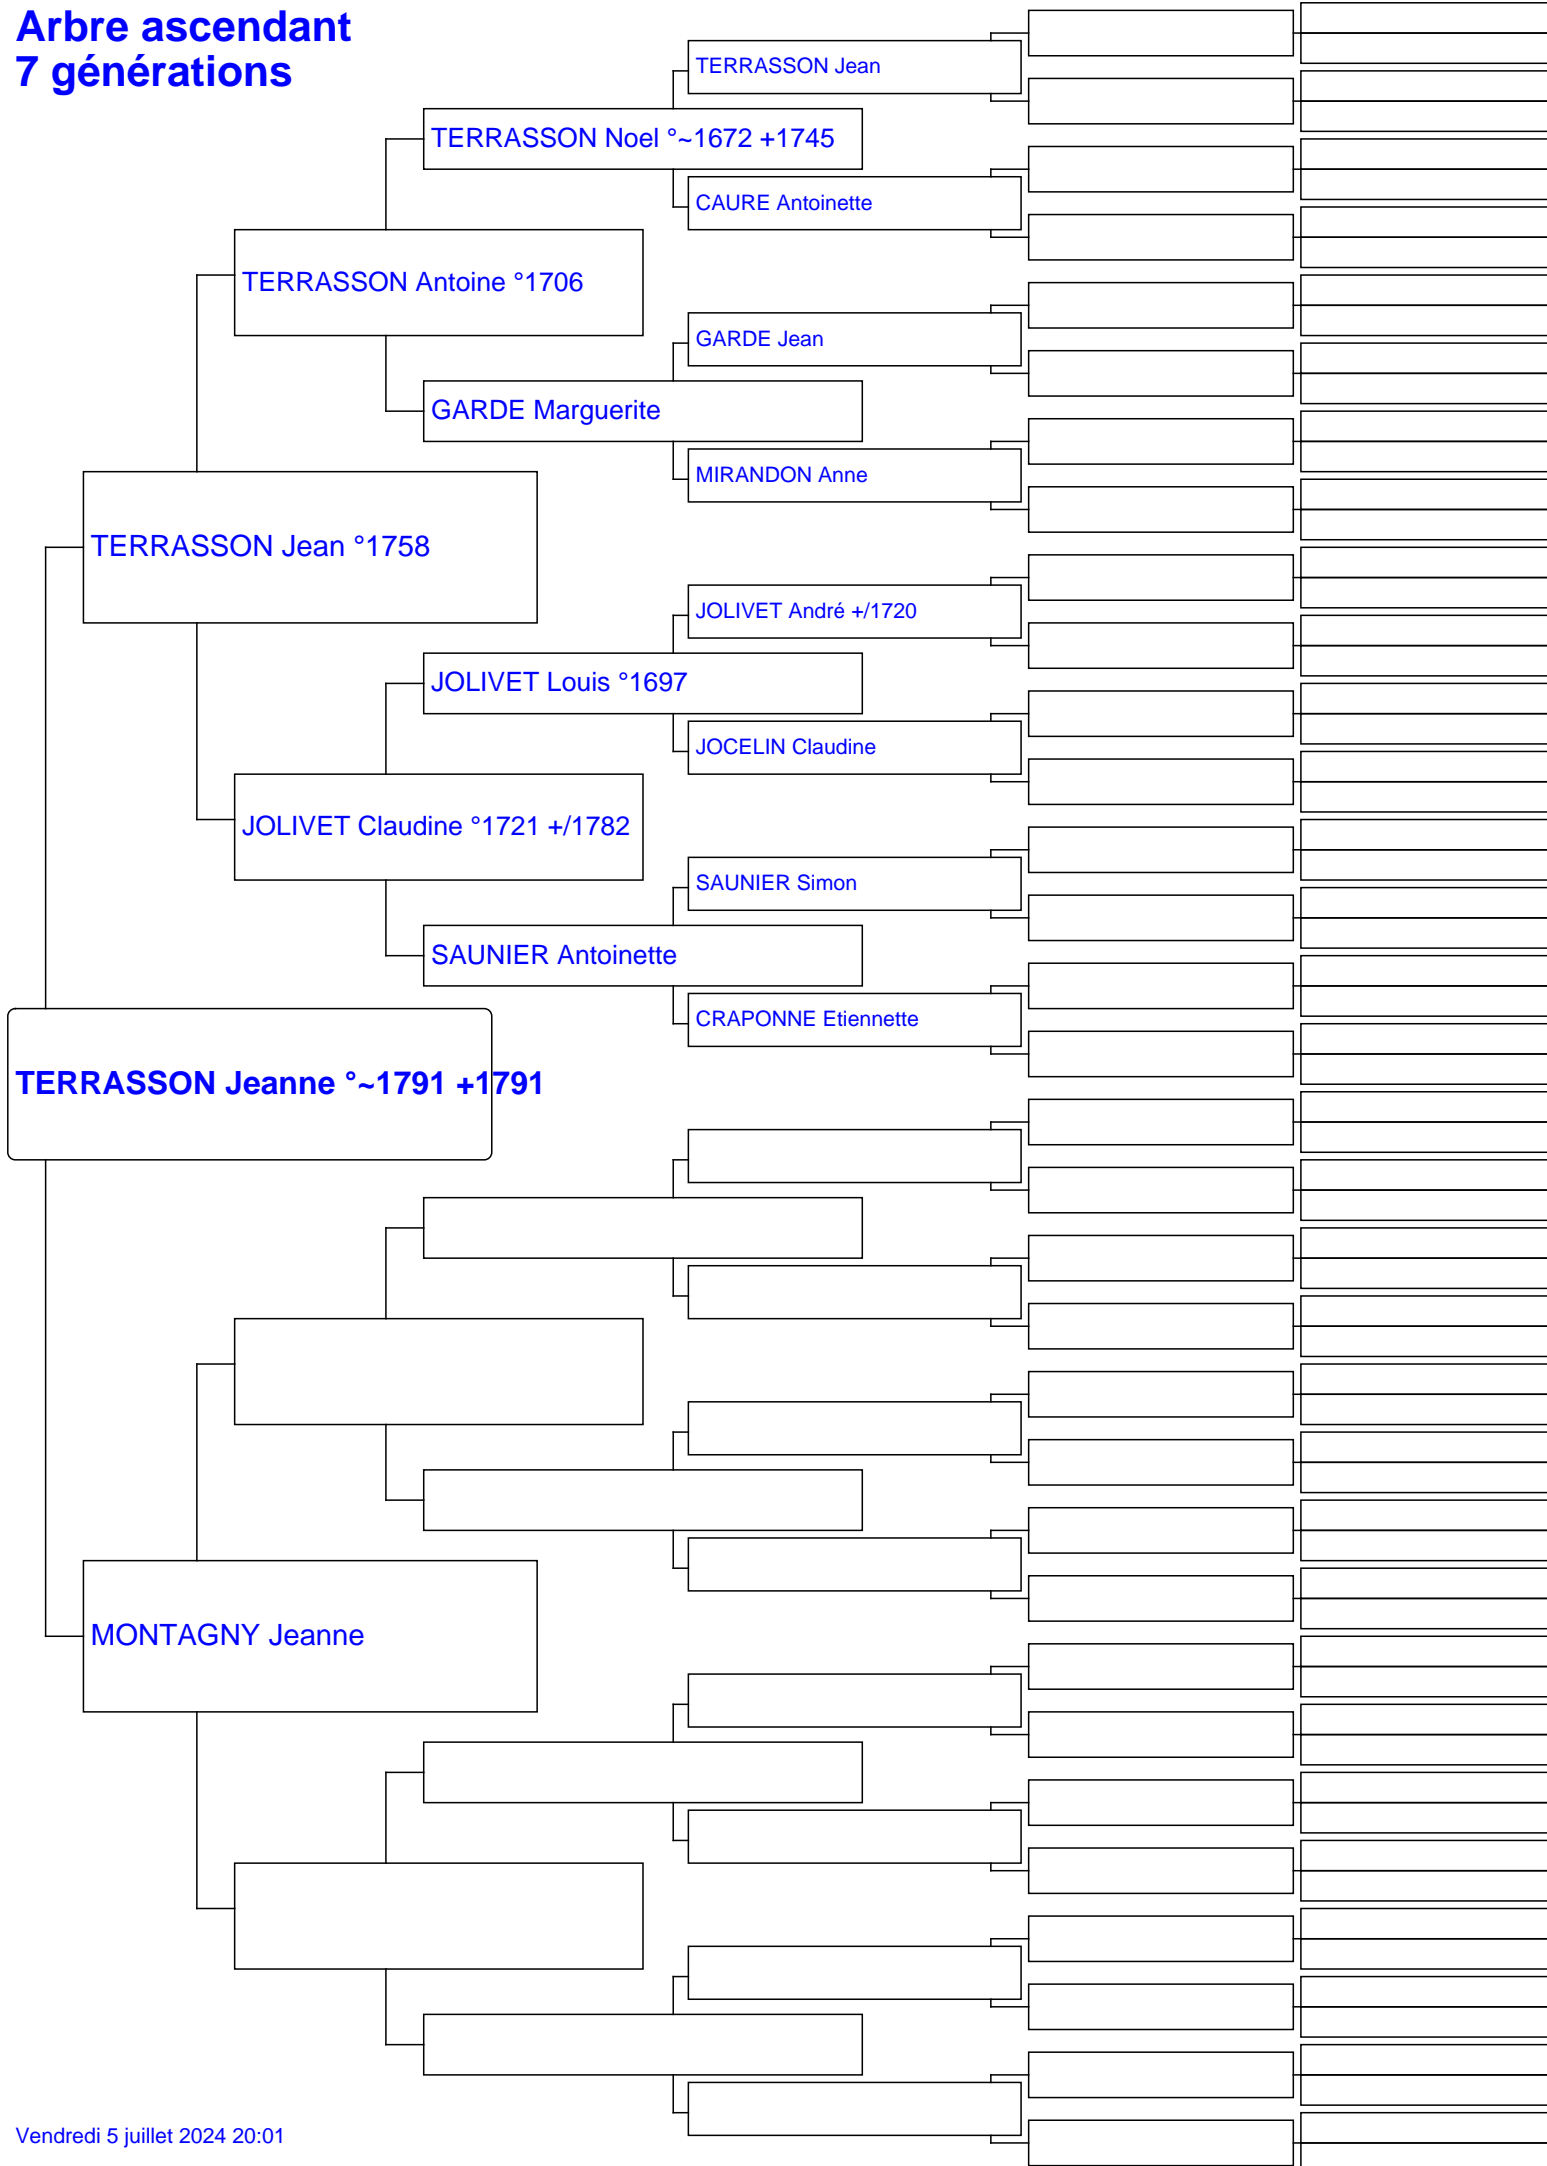 Arbre ascendant
7 générations
TERRASSON Jean
TERRASSON Noel °~1672 +1745
CAURE Antoinette
TERRASSON Antoine °1706
GARDE Jean
GARDE Marguerite
MIRANDON Anne
TERRASSON Jean °1758
JOLIVET André +/1720
JOLIVET Louis °1697
JOCELIN Claudine
JOLIVET Claudine °1721 +/1782
SAUNIER Simon
SAUNIER Antoinette
CRAPONNE Etiennette
TERRASSON Jeanne °~1791 +1791
MONTAGNY Jeanne
Vendredi 5 juillet 2024 20:01